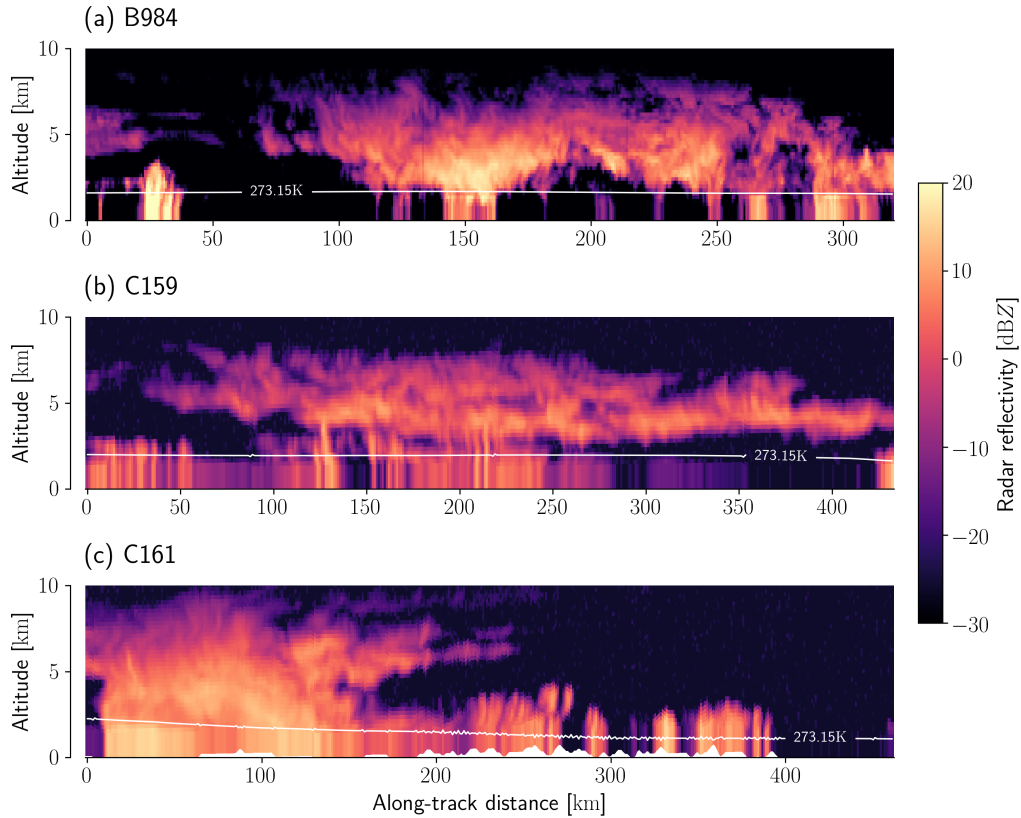 (a) B984
10
5
0
Altitude [km]
273.15K
0 50 100 150 200 250 300
(b) C159
10
5
0
Altitude [km]
273.15K
0 50 100 150 200 250 300 350 400
(c) C161
10
5
0
Altitude [km]
273.15K
0 100 200 300 400
Along-track distance [km]
20
10
0
−10
−20
−30
Radar reflectivity [dBZ]